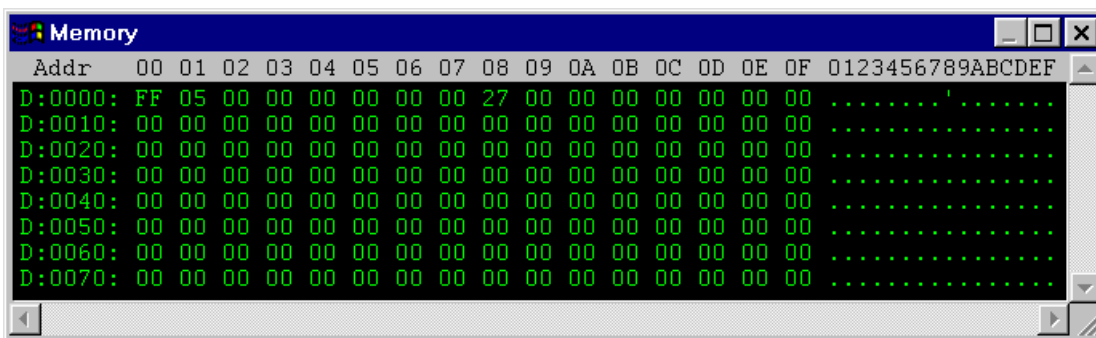 Memory
Addr 00 01 02 03 04 05 06 07 08 09 0A 0B 0C 0D 0E 0F 0123456789ABCDEF
D:0000: FF 05 00 00 00 00 00 00 27 00 00 00 00 00 00 00 ........'.......
D:0010: 00 00 00 00 00 00 00 00 00 00 00 00 00 00 00 00 ................
D:0020: 00 00 00 00 00 00 00 00 00 00 00 00 00 00 00 00 ................
D:0030: 00 00 00 00 00 00 00 00 00 00 00 00 00 00 00 00 ................
D:0040: 00 00 00 00 00 00 00 00 00 00 00 00 00 00 00 00 ................
D:0050: 00 00 00 00 00 00 00 00 00 00 00 00 00 00 00 00 ................
D:0060: 00 00 00 00 00 00 00 00 00 00 00 00 00 00 00 00 ................
D:0070: 00 00 00 00 00 00 00 00 00 00 00 00 00 00 00 00 ................